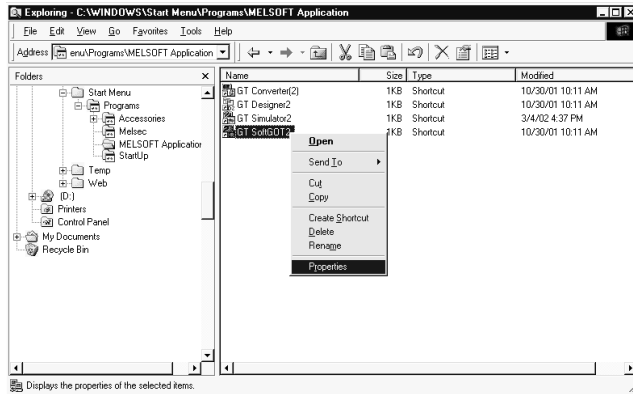 Exploring - C:\WINDOWS\Start Menu\Programs\MELSOFT Application
File Edit View Go Favorites Tools Help
Address enu\Programs\MELSOFT Application
Folders
Name Size Type Modified
Start Menu
Programs
Accessories
Melsec
MELSOFT Application
StartUp
Temp
Web
(D:)
Printers
Control Panel
My Documents
Recycle Bin
GT Converter(2) 1KB Shortcut 10/30/01 10:11 AM
GT Designer2 1KB Shortcut 10/30/01 10:11 AM
GT Simulator2 1KB Shortcut 3/4/02 4:37 PM
GT SoftGOT2 1KB Shortcut 10/30/01 10:11 AM
Open
Send To
Cut
Copy
Create Shortcut
Delete
Rename
Properties
Displays the properties of the selected items.